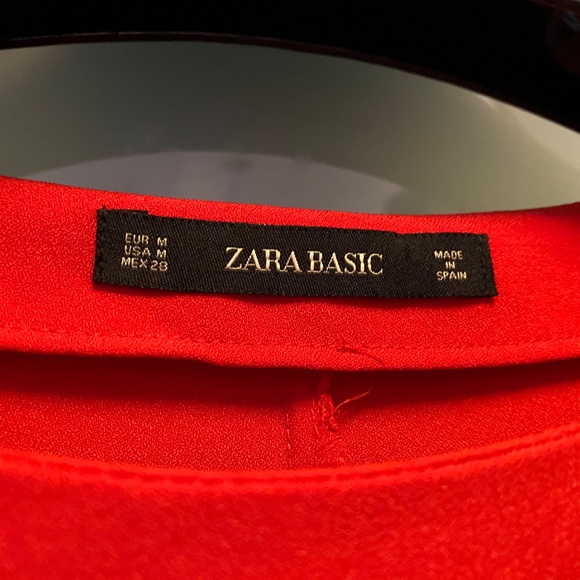 EUR M
USA M
MEX 28
ZARA BASIC
MADE
IN
SPAIN